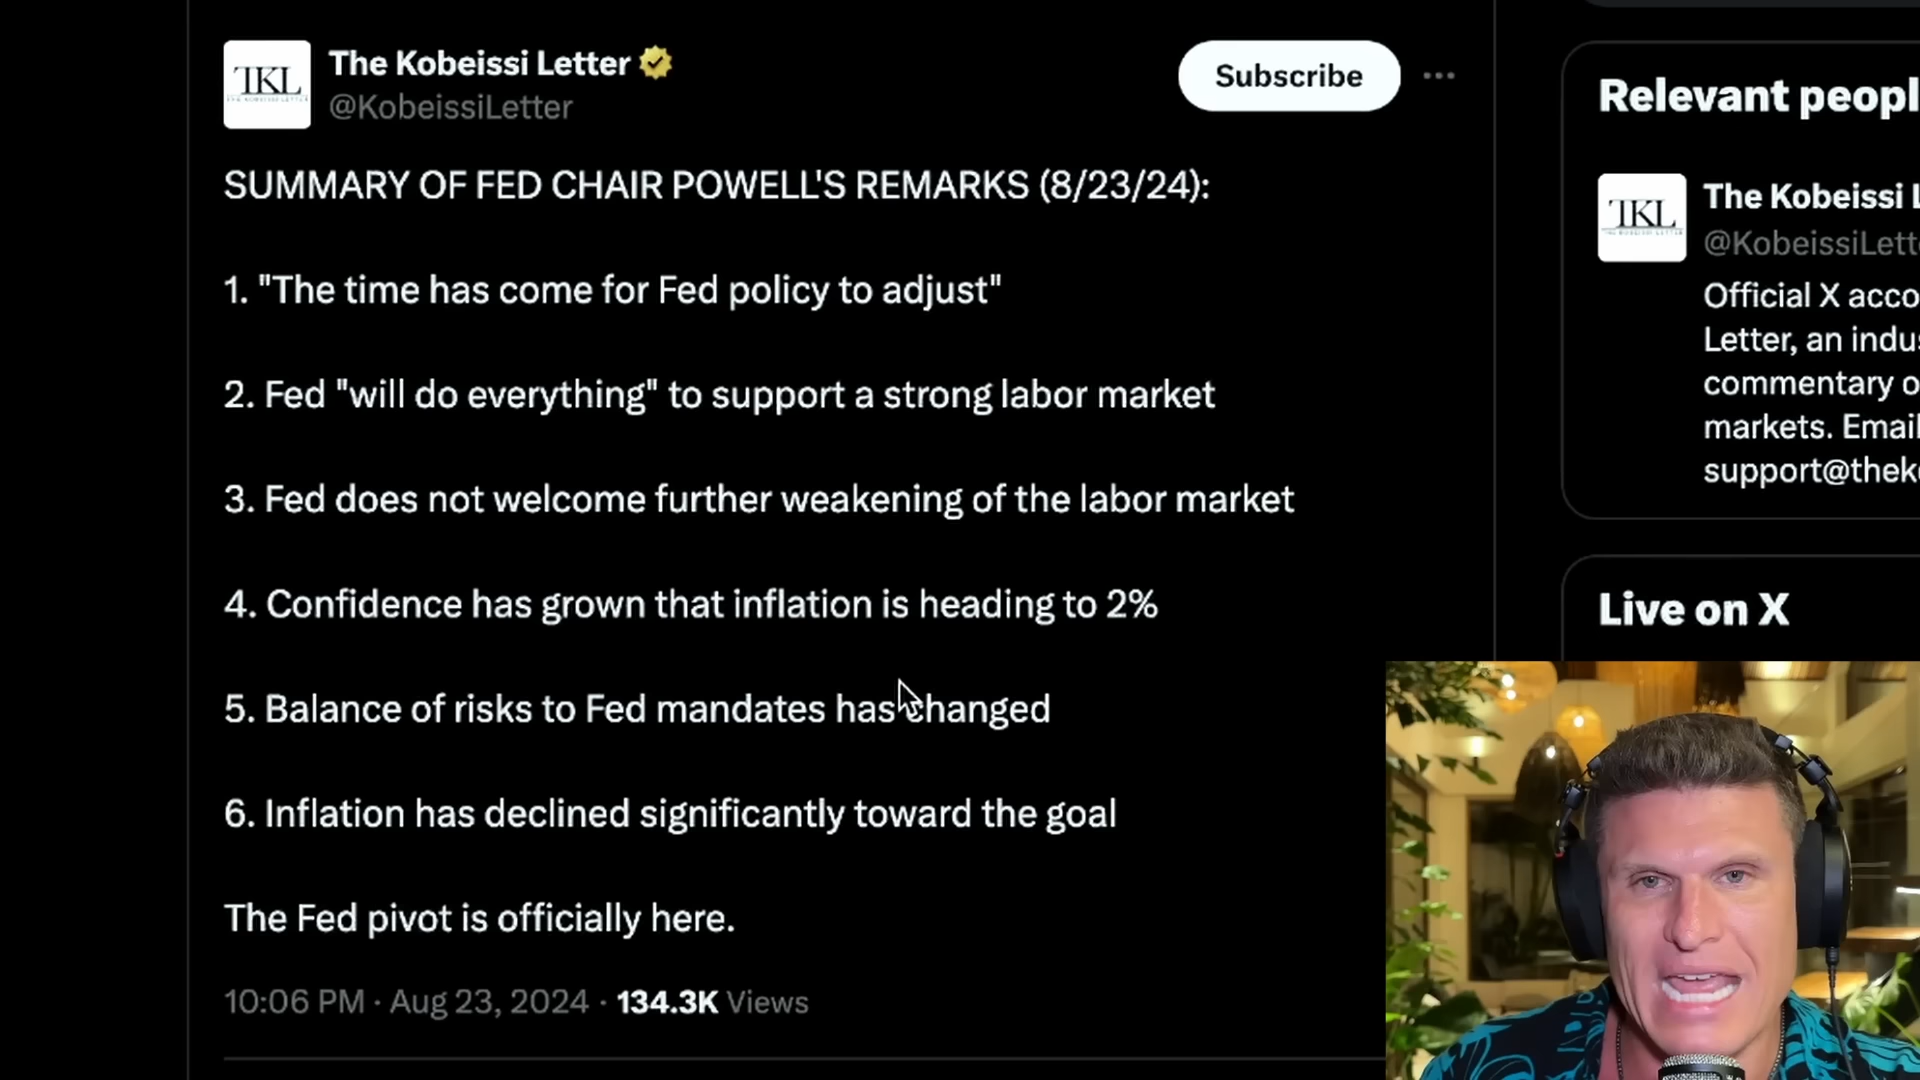 The Kobeissi Letter
@KobeissiLetter
Subscribe
SUMMARY OF FED CHAIR POWELL'S REMARKS (8/23/24):
1. "The time has come for Fed policy to adjust"
2. Fed "will do everything" to support a strong labor market
3. Fed does not welcome further weakening of the labor market
4. Confidence has grown that inflation is heading to 2%
5. Balance of risks to Fed mandates has changed
6. Inflation has declined significantly toward the goal
The Fed pivot is officially here.
10:06 PM · Aug 23, 2024 · 134.3K Views
TKL
Relevant peopl
TKL
The Kobeissi L
@KobeissiLett
Official X acco
Letter, an indus
commentary o
markets. Email
support@theko
Live on X